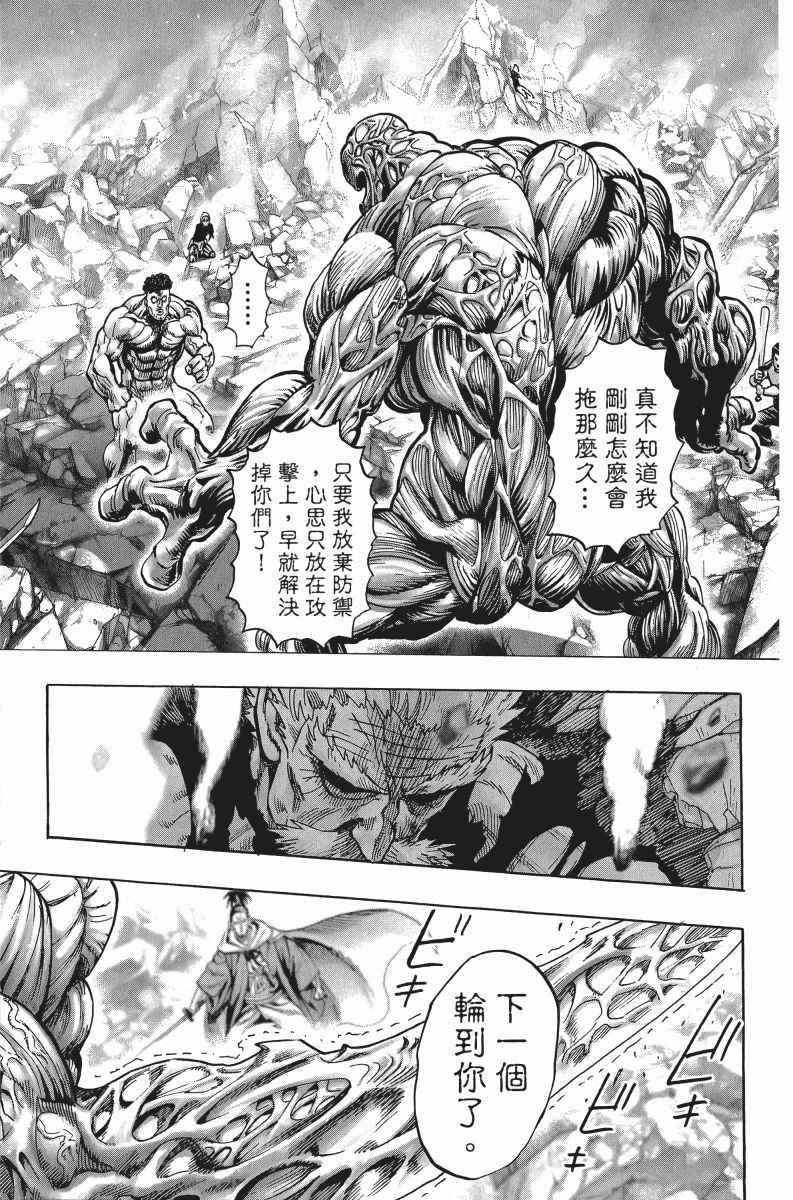 真不知道我
剛剛怎麼會
拖那麼久…
……
只要我放棄防禦
，心思只放在攻
擊上，早就解決
掉你們了！
下一個
輪到你了。
ビキ
ビキ
ビキ